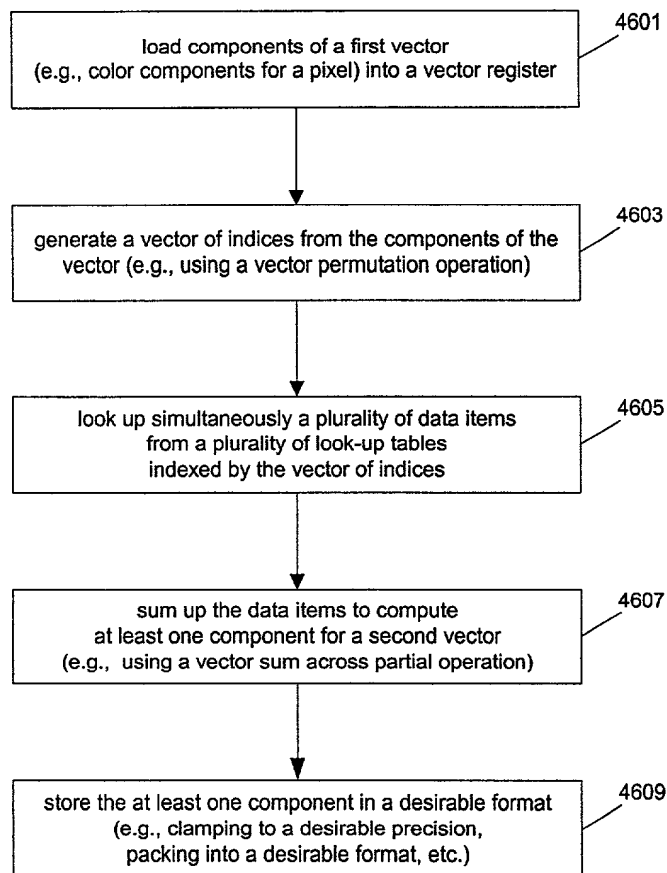 4601
load components of a first vector
(e.g., color components for a pixel) into a vector register
4603
generate a vector of indices from the components of the
vector (e.g., using a vector permutation operation)
4605
look up simultaneously a plurality of data items
from a plurality of look-up tables
indexed by the vector of indices
4607
sum up the data items to compute
at least one component for a second vector
(e.g., using a vector sum across partial operation)
4609
store the at least one component in a desirable format
(e.g., clamping to a desirable precision,
packing into a desirable format, etc.)